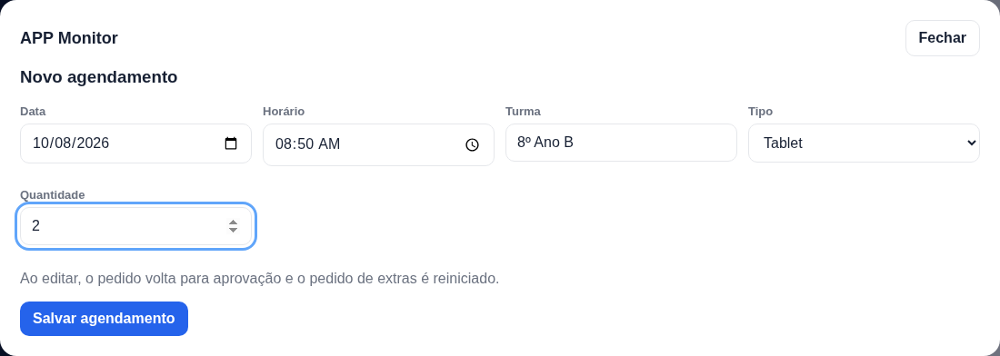 APP Monitor
Fechar
Novo agendamento
Data
Horário
Turma
Tipo
10/08/2026
08:50 AM
8º Ano B
Tablet
Quantidade
2
Ao editar, o pedido volta para aprovação e o pedido de extras é reiniciado.
Salvar agendamento